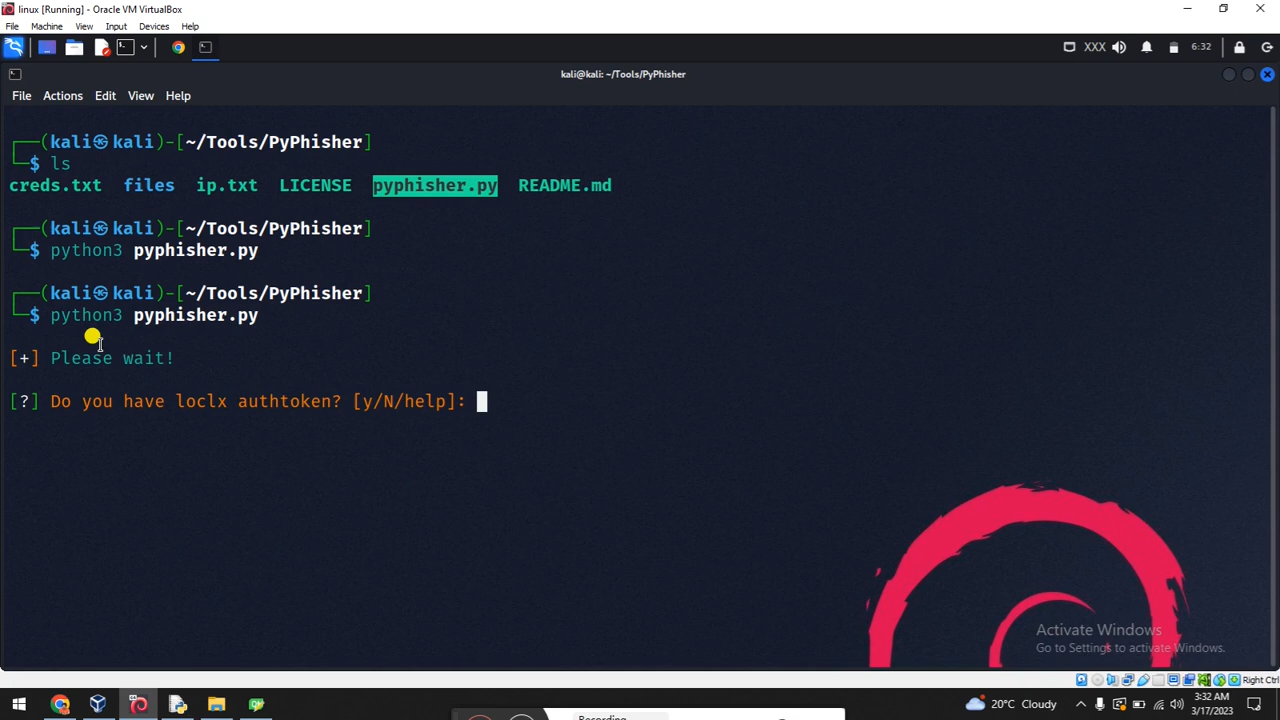 linux [Running] - Oracle VM VirtualBox
File Machine View Input Devices Help
XXX 6:32
kali@kali: ~/Tools/PyPhisher
File Actions Edit View Help
┌──(kali㉿kali)-[~/Tools/PyPhisher]
└─$ ls
creds.txt files ip.txt LICENSE pyphisher.py README.md
┌──(kali㉿kali)-[~/Tools/PyPhisher]
└─$ python3 pyphisher.py
┌──(kali㉿kali)-[~/Tools/PyPhisher]
└─$ python3 pyphisher.py
[+] Please wait!
[?] Do you have loclx authtoken? [y/N/help]:
Activate Windows
Go to Settings to activate Windows.
Right Ctrl
20°C Cloudy
3:32 AM
3/17/2023
Recording